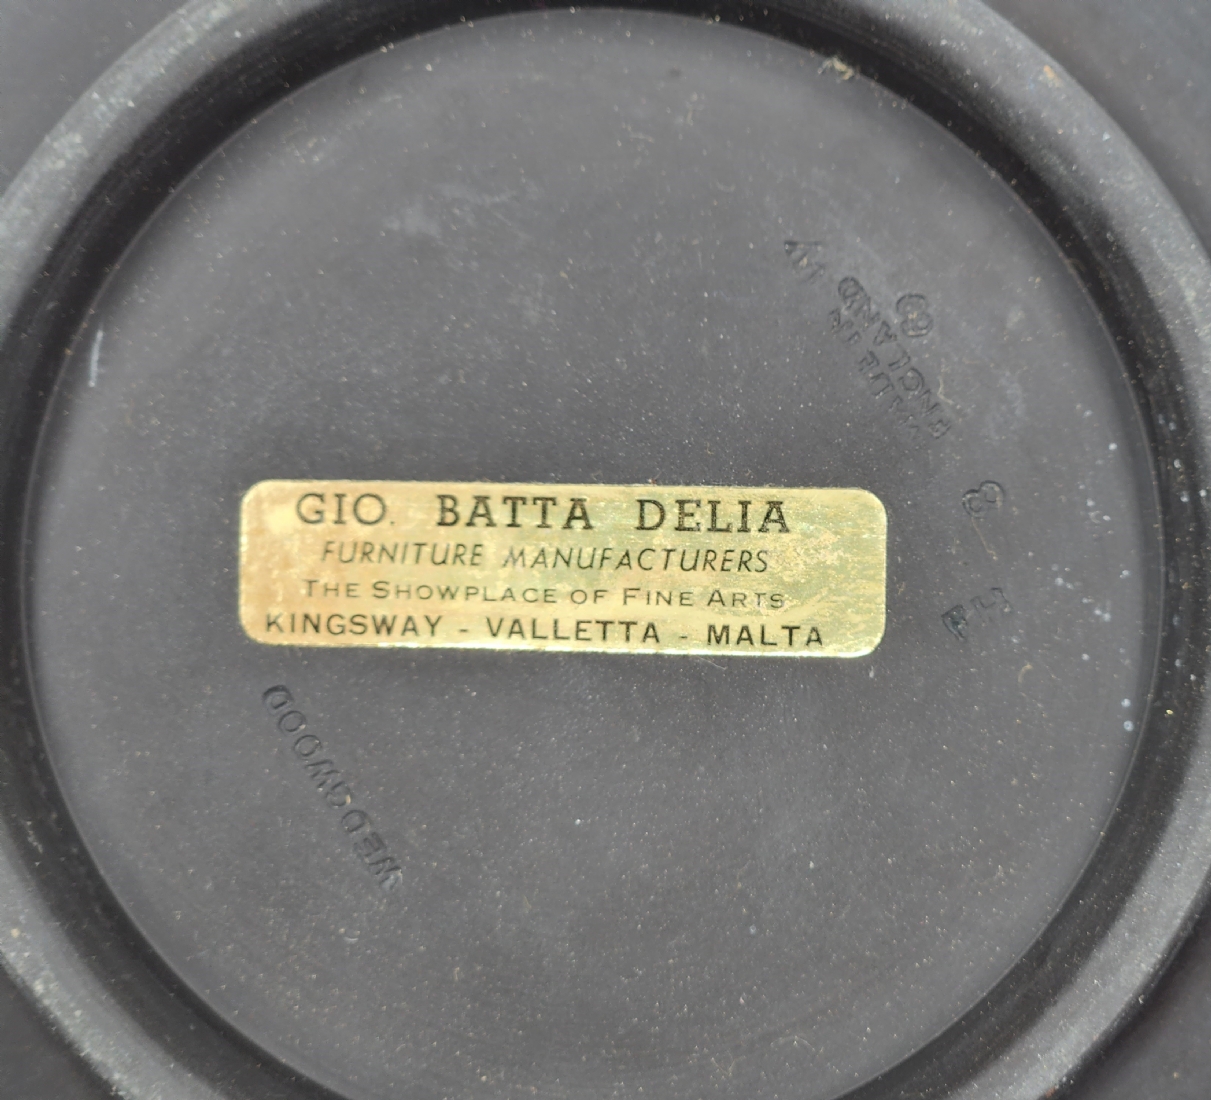 GIO. BATTA DELIA
FURNITURE MANUFACTURERS
THE SHOWPLACE OF FINE ARTS
KINGSWAY - VALLETTA - MALTA
WEDGWOOD
MADE IN
ENGLAND